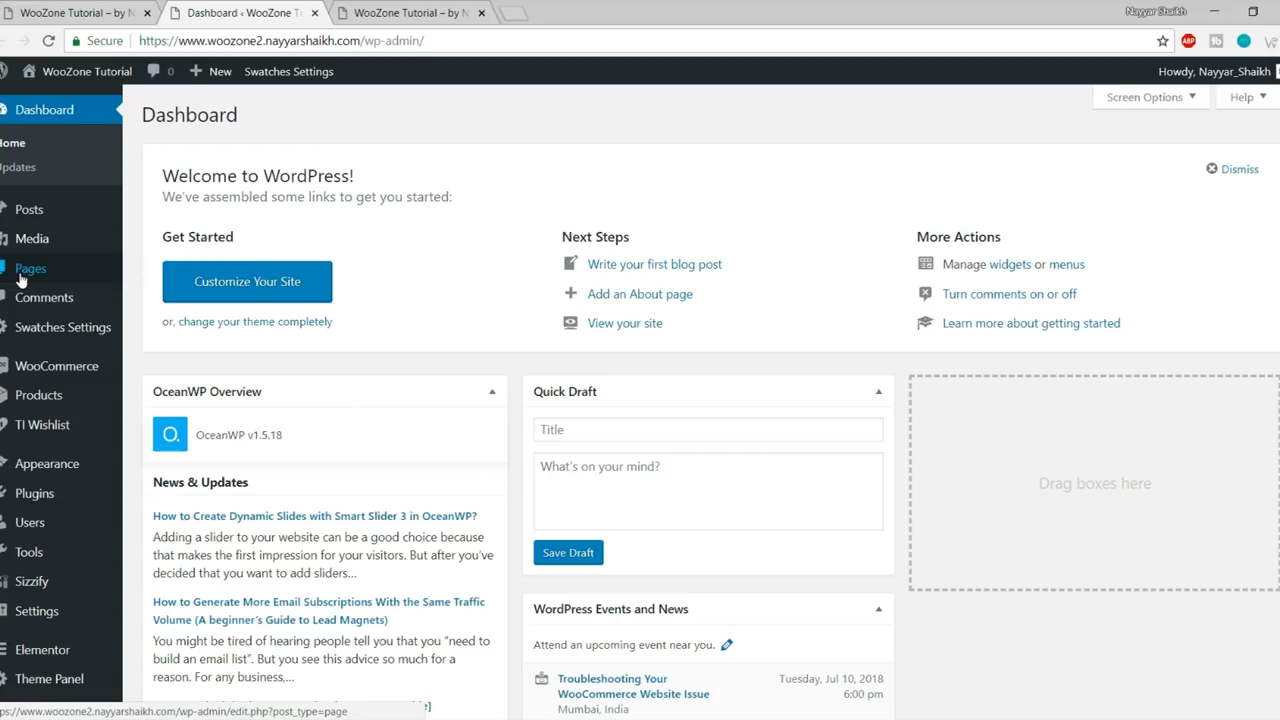 WooZone Tutorial – by N
Dashboard ‹ WooZone T
WooZone Tutorial – by N
Nayyar Shaikh
Secure
https://www.woozone2.nayyarshaikh.com/wp-admin/
ABP
WooZone Tutorial
0
New
Swatches Settings
Howdy, Nayyar_Shaikh
Dashboard
Home
Updates
Posts
Media
Pages
Comments
Swatches Settings
WooCommerce
Products
TI Wishlist
Appearance
Plugins
Users
Tools
Sizzify
Settings
Elementor
Theme Panel
Screen Options
Help
Dashboard
Welcome to WordPress!
We've assembled some links to get you started:
Dismiss
Get Started
Customize Your Site
or, change your theme completely
Next Steps
Write your first blog post
Add an About page
View your site
More Actions
Manage widgets or menus
Turn comments on or off
Learn more about getting started
OceanWP Overview
O.
OceanWP v1.5.18
News & Updates
How to Create Dynamic Slides with Smart Slider 3 in OceanWP?
Adding a slider to your website can be a good choice because
that makes the first impression for your visitors. But after you've
decided that you want to add sliders...
How to Generate More Email Subscriptions With the Same Traffic
Volume (A beginner's Guide to Lead Magnets)
You might be tired of hearing people tell you that you "need to
build an email list". But you see this advice so much for a
reason. For any business,...
Quick Draft
Title
What's on your mind?
Save Draft
WordPress Events and News
Attend an upcoming event near you.
Troubleshooting Your
WooCommerce Website Issue
Mumbai, India
Tuesday, Jul 10, 2018
6:00 pm
Drag boxes here
ps://www.woozone2.nayyarshaikh.com/wp-admin/edit.php?post_type=page